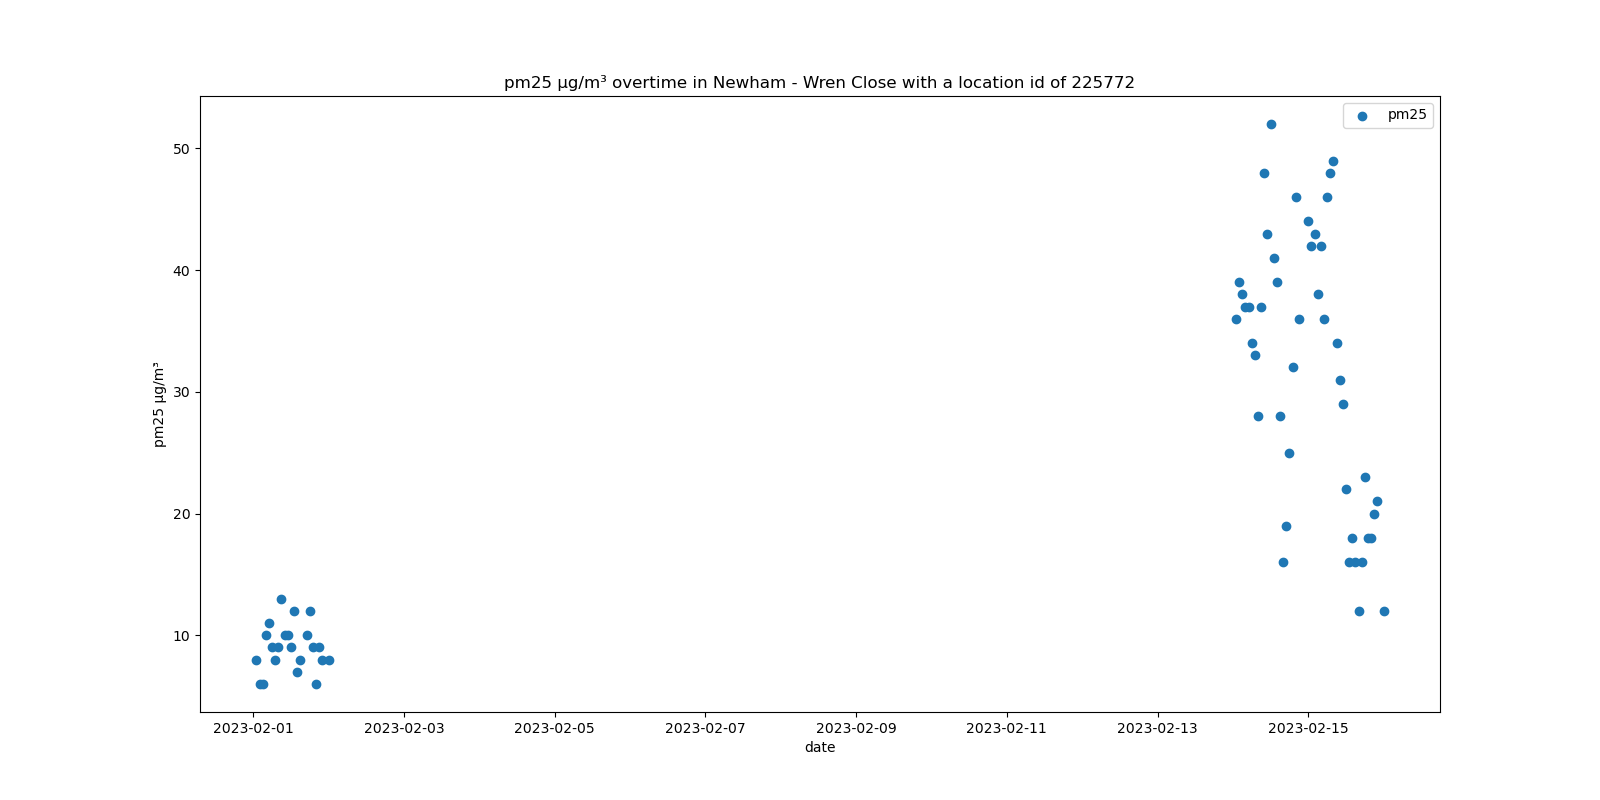 pm25 µg/m³ overtime in Newham - Wren Close with a location id of 225772
pm25
50
40
30
20
10
pm25 µg/m³
2023-02-01 2023-02-03 2023-02-05 2023-02-07 2023-02-09 2023-02-11 2023-02-13 2023-02-15
date